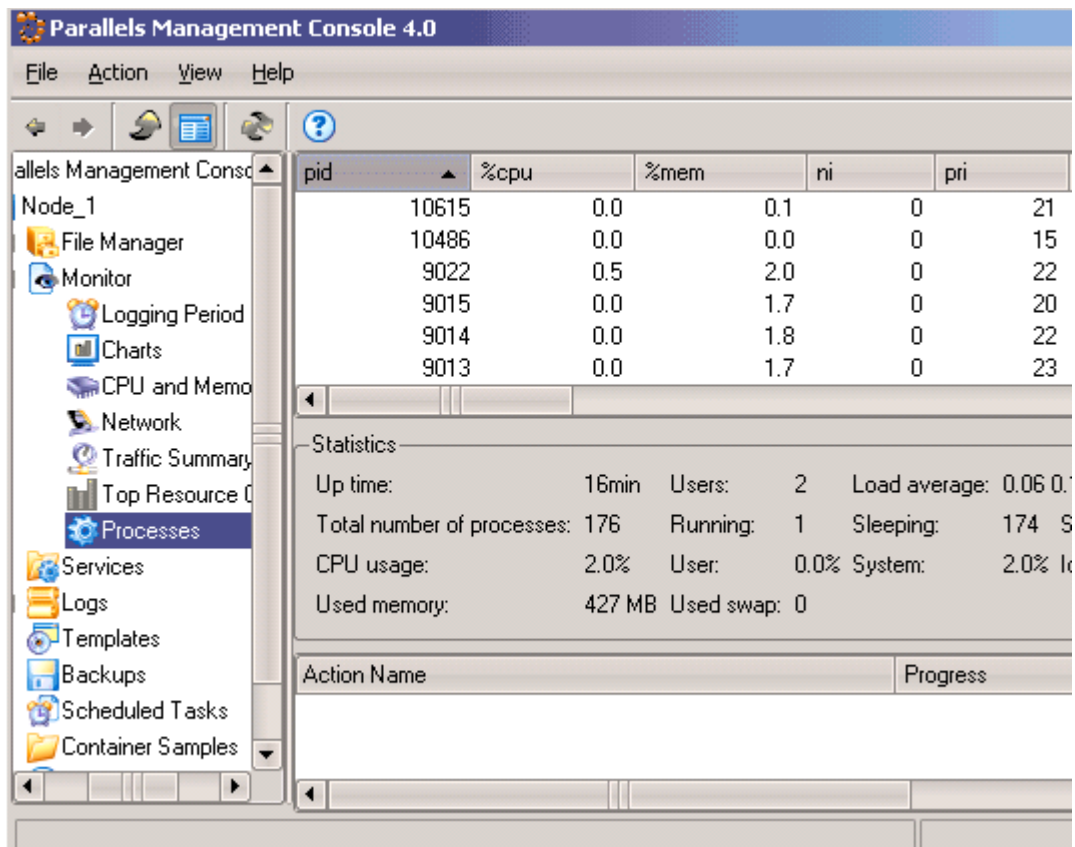 Parallels Management Console 4.0
File Action View Help
allels Management Conso
Node_1
File Manager
Monitor
Logging Period
Charts
CPU and Memo
Network
Traffic Summary
Top Resource
Processes
Services
Logs
Templates
Backups
Scheduled Tasks
Container Samples
pid %cpu %mem ni pri
10615 0.0 0.1 0 21
10486 0.0 0.0 0 15
9022 0.5 2.0 0 22
9015 0.0 1.7 0 20
9014 0.0 1.8 0 22
9013 0.0 1.7 0 23
Statistics
Up time: 16min Users: 2 Load average: 0.06
Total number of processes: 176 Running: 1 Sleeping: 174
CPU usage: 2.0% User: 0.0% System: 2.0%
Used memory: 427 MB Used swap: 0
Action Name Progress